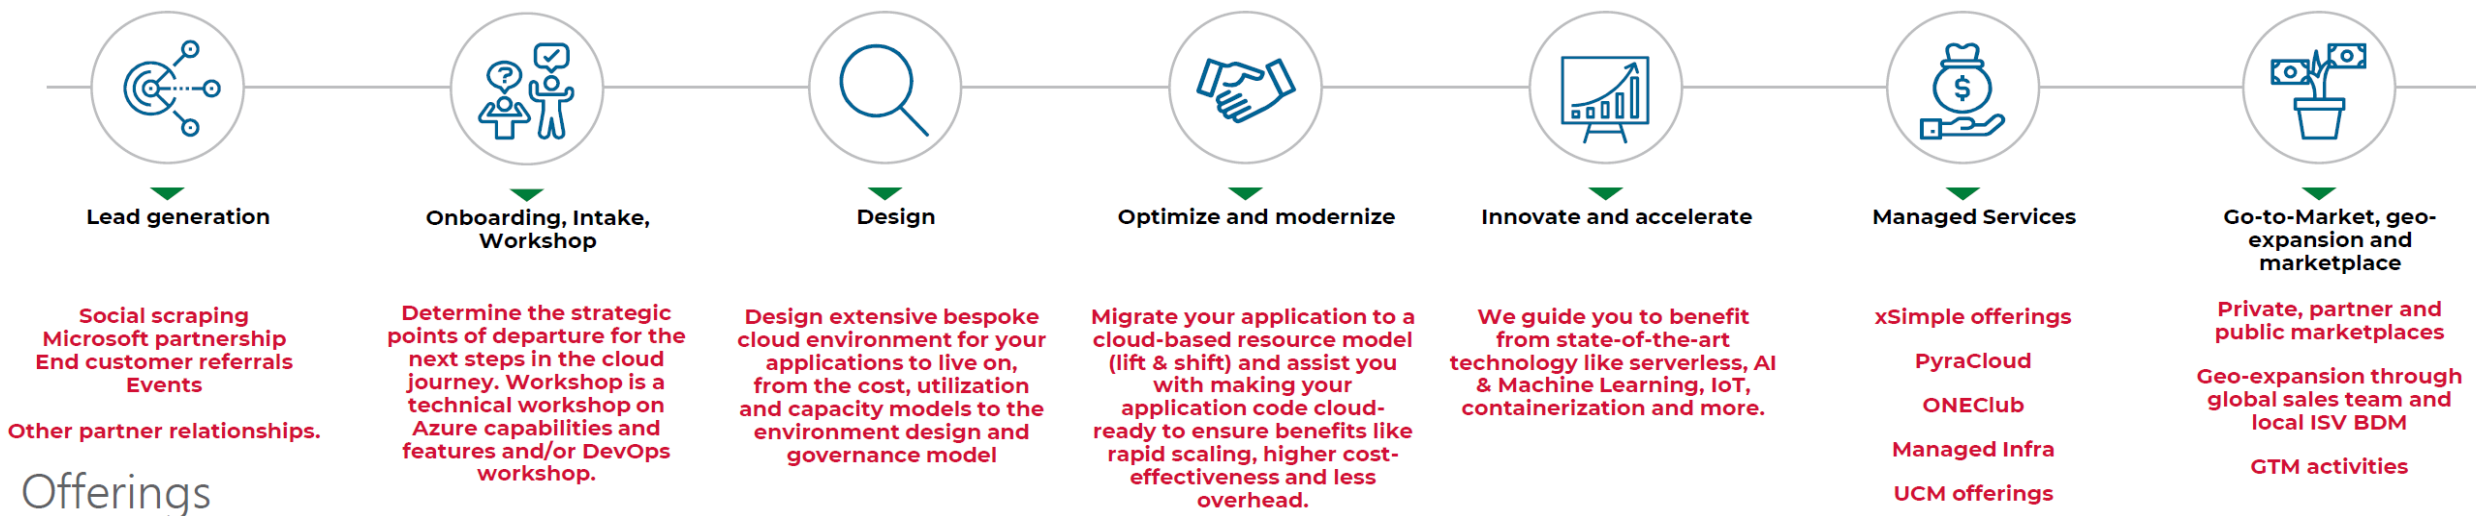 Lead generation
Social scraping
Microsoft partnership
End customer referrals
Events
Other partner relationships.
Onboarding, Intake,
Workshop
Determine the strategic
points of departure for the
next steps in the cloud
journey. Workshop is a
technical workshop on
Azure capabilities and
features and/or DevOps
workshop.
Design
Design extensive bespoke
cloud environment for your
applications to live on,
from the cost, utilization
and capacity models to the
environment design and
governance model
Optimize and modernize
Migrate your application to a
cloud-based resource model
(lift & shift) and assist you
with making your
application code cloud-
ready to ensure benefits like
rapid scaling, higher cost-
effectiveness and less
overhead.
Innovate and accelerate
We guide you to benefit
from state-of-the-art
technology like serverless, AI
& Machine Learning, IoT,
containerization and more.
$
Managed Services
xSimple offerings
PyraCloud
ONEClub
Managed Infra
UCM offerings
Go-to-Market, geo-
expansion and
marketplace
Private, partner and
public marketplaces
Geo-expansion through
global sales team and
local ISV BDM
GTM activities
Offerings